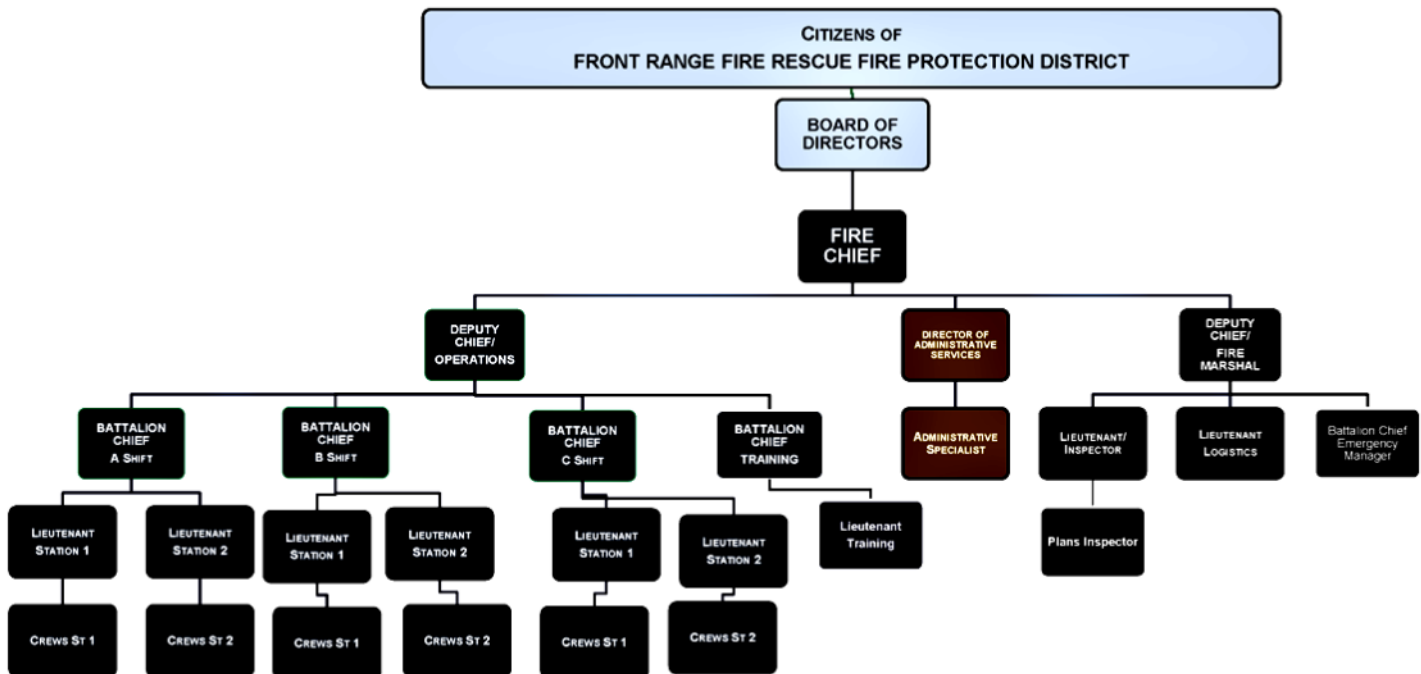 CITIZENS OF
FRONT RANGE FIRE RESCUE FIRE PROTECTION DISTRICT
BOARD OF
DIRECTORS
FIRE
CHIEF
DEPUTY
CHIEF/
OPERATIONS
DIRECTOR OF
ADMINISTRATIVE
SERVICES
DEPUTY
CHIEF/
FIRE
MARSHAL
BATTALION
CHIEF
A SHIFT
BATTALION
CHIEF
B SHIFT
BATTALION
CHIEF
C SHIFT
BATTALION
CHIEF
TRAINING
ADMINISTRATIVE
SPECIALIST
LIEUTENANT/
INSPECTOR
LIEUTENANT
LOGISTICS
Battalion Chief
Emergency
Manager
LIEUTENANT
STATION 1
LIEUTENANT
STATION 2
LIEUTENANT
STATION 1
LIEUTENANT
STATION 2
LIEUTENANT
STATION 1
LIEUTENANT
STATION 2
Lieutenant
Training
Plans Inspector
CREWS ST 1
CREWS ST 2
CREWS ST 1
CREWS ST 2
CREWS ST 1
CREWS ST 2